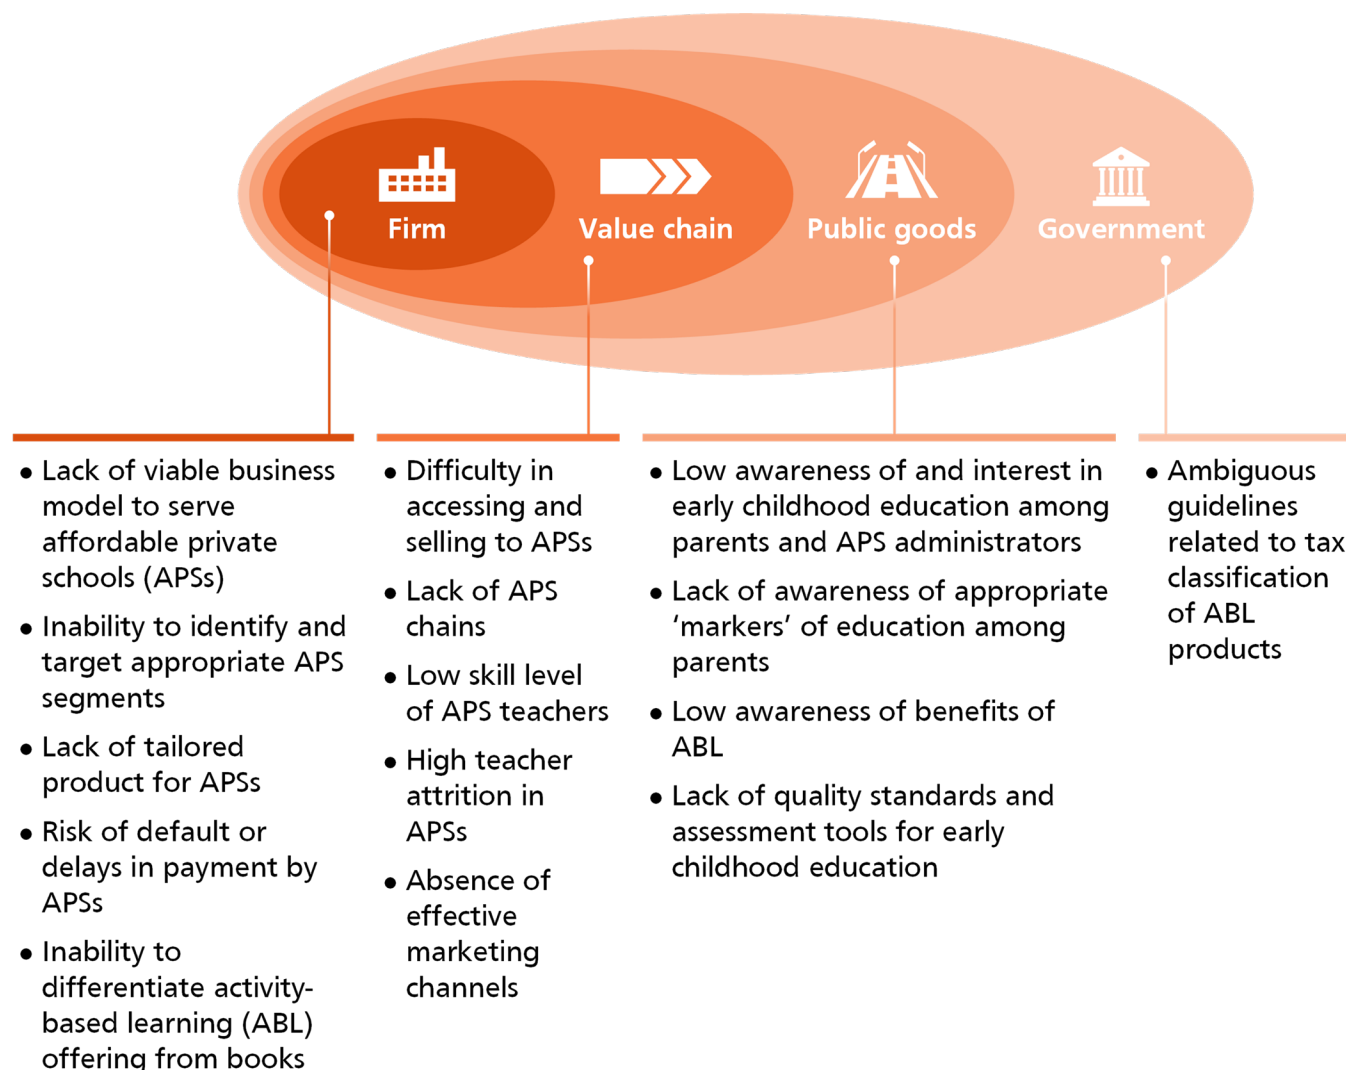 Firm
Value chain
Public goods
Government
• Lack of viable business
model to serve
affordable private
schools (APSs)
• Inability to identify and
target appropriate APS
segments
• Lack of tailored
product for APSs
• Risk of default or
delays in payment by
APSs
• Inability to
differentiate activity-
based learning (ABL)
offering from books
• Difficulty in
accessing and
selling to APSs
• Lack of APS
chains
• Low skill level
of APS teachers
• High teacher
attrition in
APSs
• Absence of
effective
marketing
channels
• Low awareness of and interest in
early childhood education among
parents and APS administrators
• Lack of awareness of appropriate
‘markers’ of education among
parents
• Low awareness of benefits of
ABL
• Lack of quality standards and
assessment tools for early
childhood education
• Ambiguous
guidelines
related to tax
classification
of ABL
products